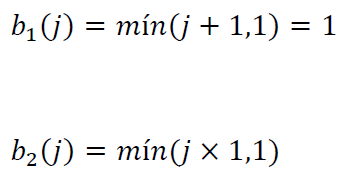 b₁(j) = mín(j + 1,1) = 1
b₂(j) = mín(j × 1,1)